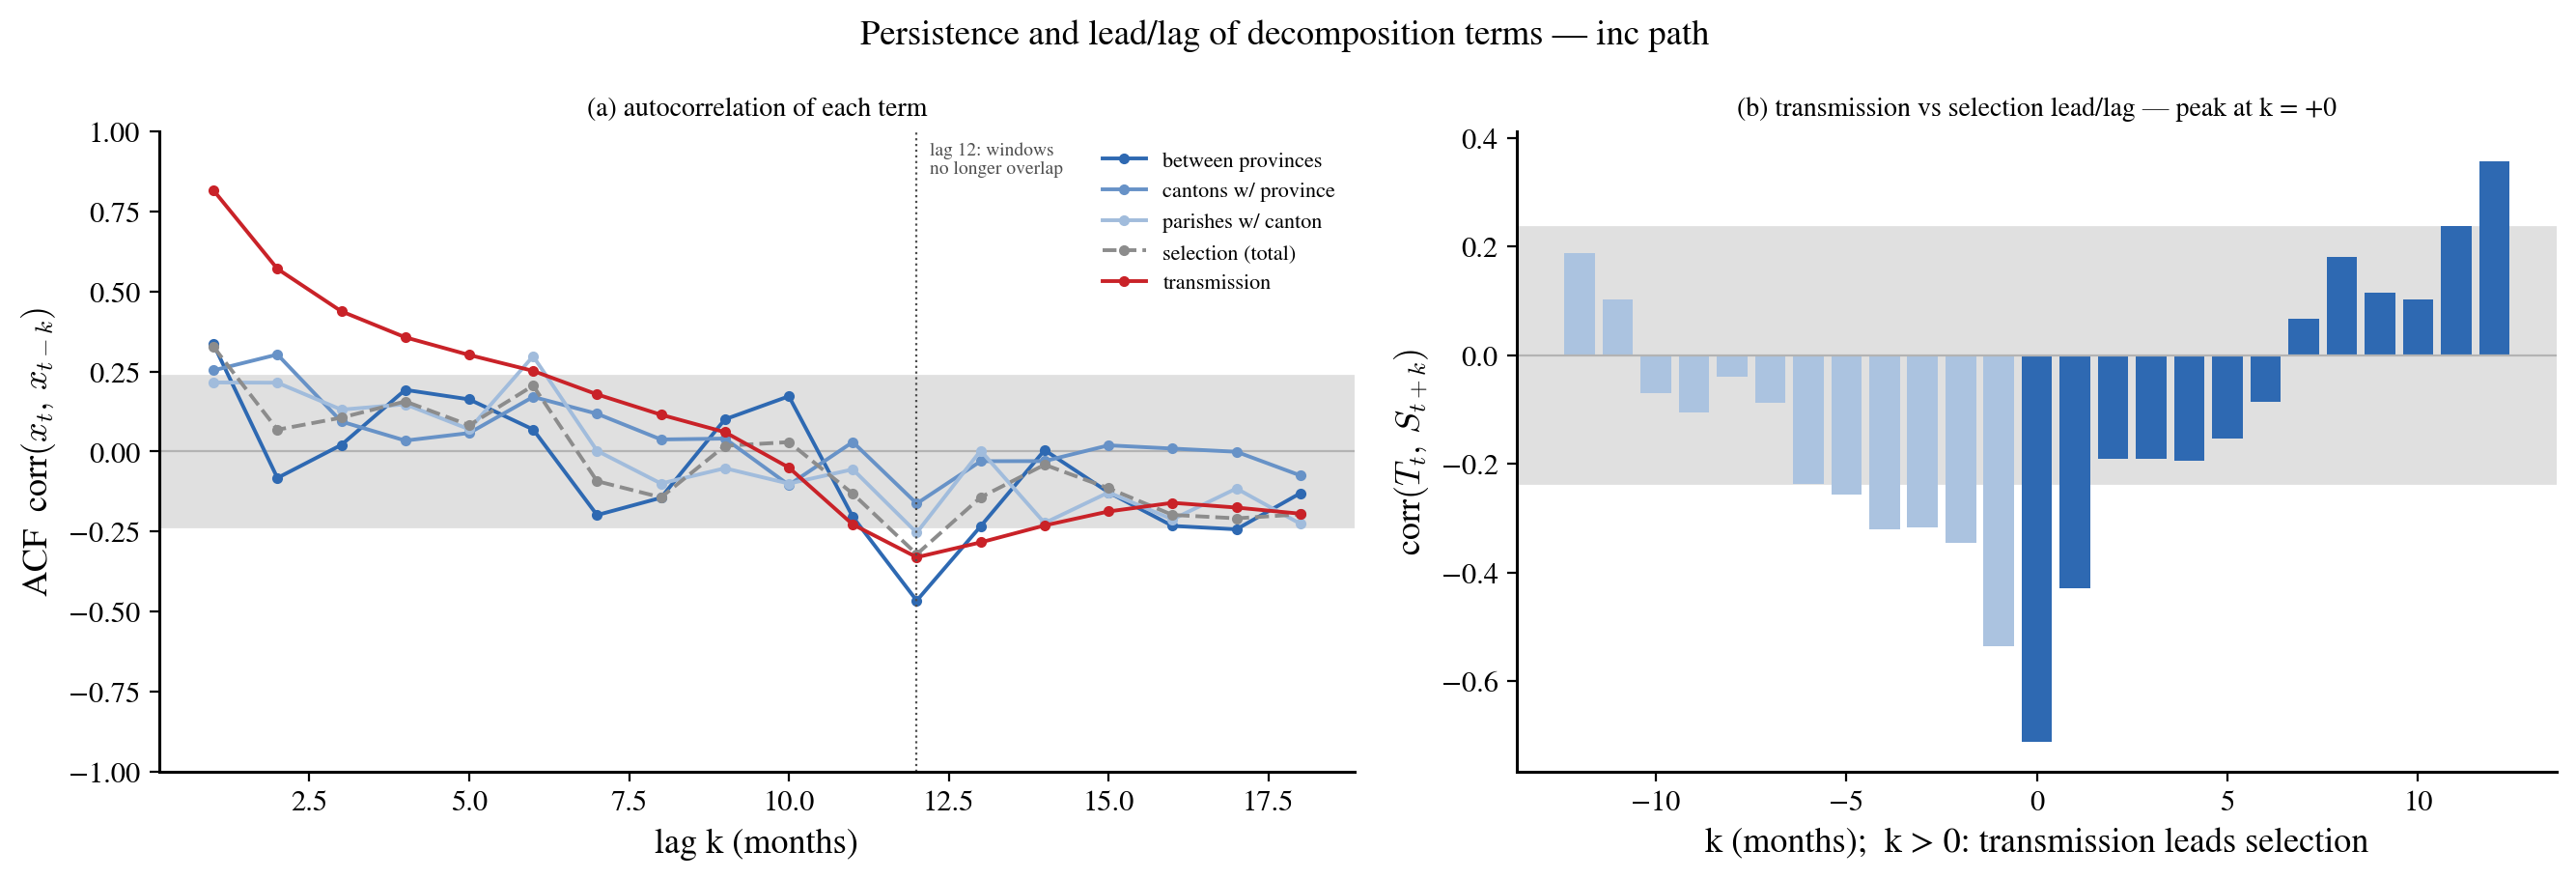 Persistence and lead/lag of decomposition terms — inc path
(a) autocorrelation of each term
1.00
0.75
0.50
0.25
0.00
−0.25
−0.50
−0.75
−1.00
ACF corr(x_t, x_{t−k})
lag 12: windows
no longer overlap
between provinces
cantons w/ province
parishes w/ canton
selection (total)
transmission
2.5 5.0 7.5 10.0 12.5 15.0 17.5
lag k (months)
(b) transmission vs selection lead/lag — peak at k = +0
0.4
0.2
0.0
−0.2
−0.4
−0.6
corr(T_t, S_{t+k})
−10 −5 0 5 10
k (months); k > 0: transmission leads selection